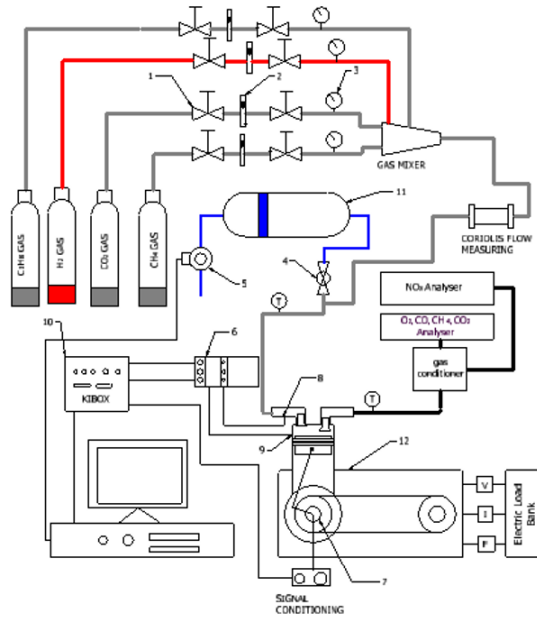 1
2
3
GAS MIXER
C₃H₈ GAS
H₂ GAS
CO₂ GAS
CH₄ GAS
11
CORIOLIS FLOW
MEASURING
4
5
T
NOx Analyser
O₂, CO, CH₄, CO₂
Analyser
10
6
gas
conditioner
8
T
KIBOX
9
12
V
I
F
Electric Load
Bank
7
SIGNAL
CONDITIONING